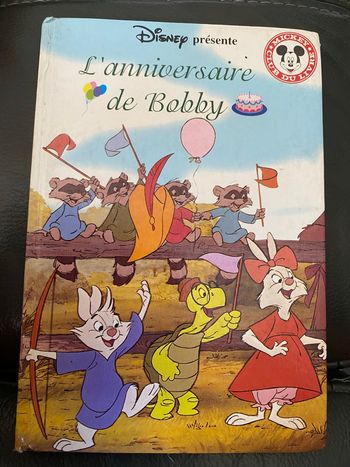 Disney présente
L'anniversaire
de Bobby
MICKEY
CLUB DU LIVRE